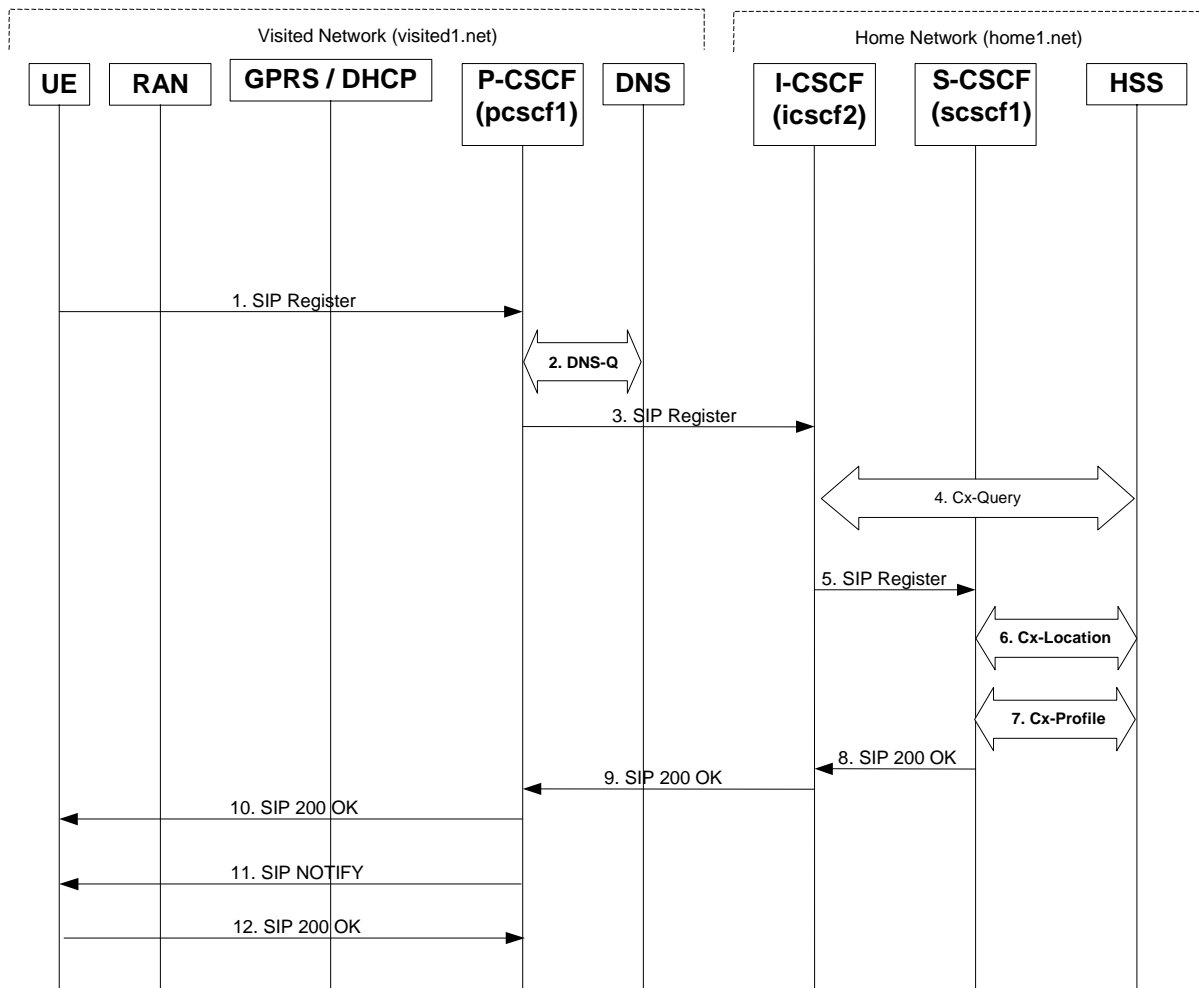 Visited Network (visited1.net)
Home Network (home1.net)
UE
RAN
GPRS / DHCP
P-CSCF
(pcscf1)
DNS
I-CSCF
(icscf2)
S-CSCF
(scscf1)
HSS
1. SIP Register
2. DNS-Q
3. SIP Register
4. Cx-Query
5. SIP Register
6. Cx-Location
7. Cx-Profile
8. SIP 200 OK
9. SIP 200 OK
10. SIP 200 OK
11. SIP NOTIFY
12. SIP 200 OK